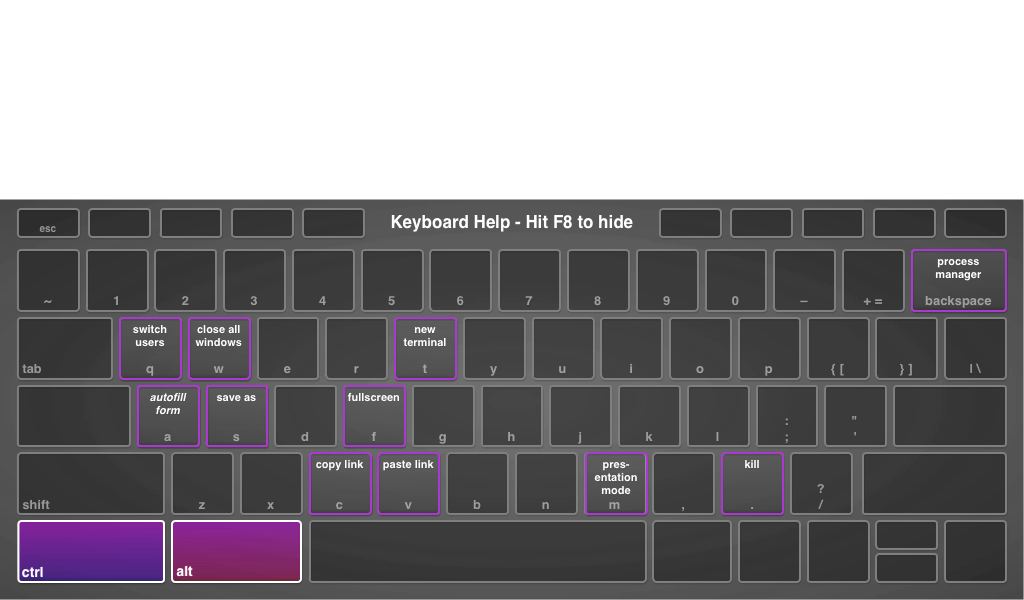 Keyboard Help - Hit F8 to hide
esc
process
manager
~ 1 2 3 4 5 6 7 8 9 0 – + = backspace
switch
users
close all
windows
new
terminal
tab q w e r t y u i o p { [ } ] | \
autofill
form
save as
fullscreen
a s d f g h j k l : ; " '
copy link
paste link
pres-
entation
mode
kill
shift z x c v b n m , . ? /
ctrl alt